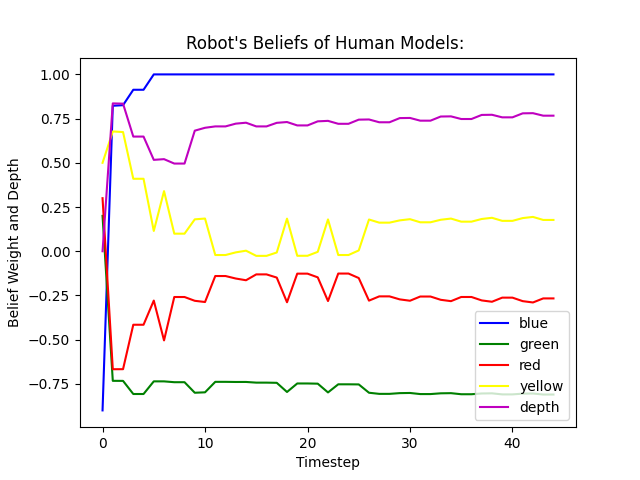 Robot's Beliefs of Human Models:
Belief Weight and Depth
1.00
0.75
0.50
0.25
0.00
−0.25
−0.50
−0.75
0
10
20
30
40
Timestep
blue
green
red
yellow
depth